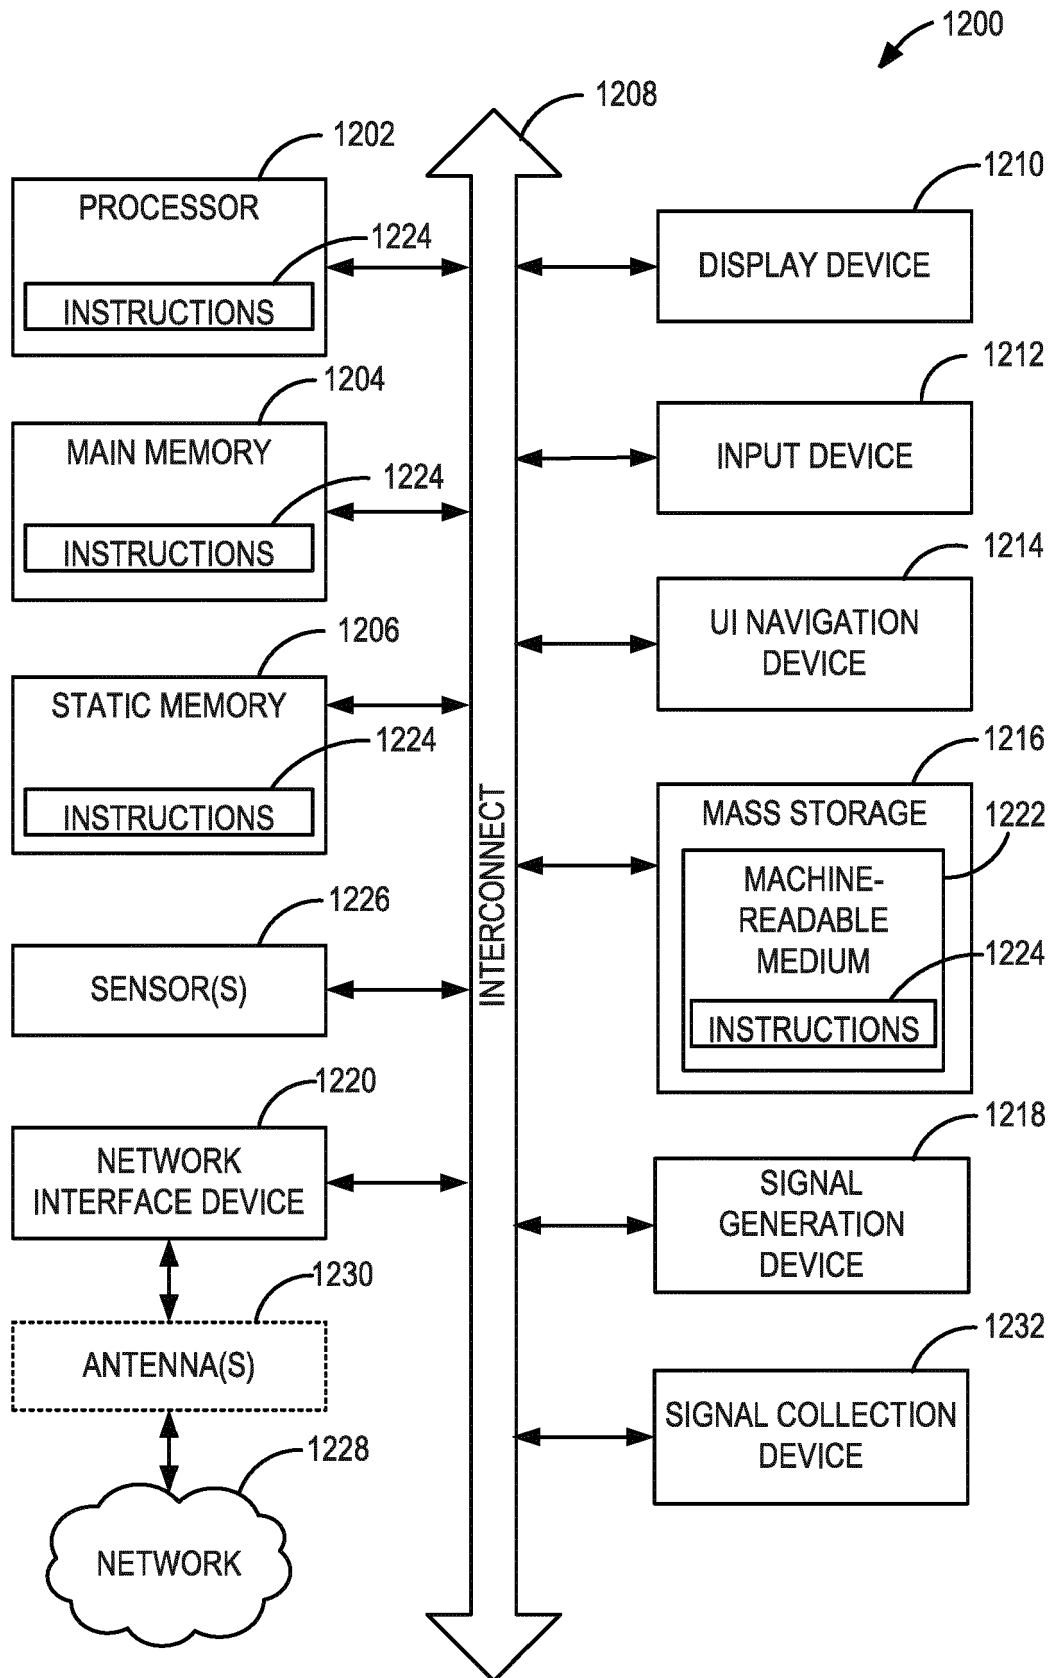 1200
1208
1202
PROCESSOR
1224
INSTRUCTIONS
1204
MAIN MEMORY
1224
INSTRUCTIONS
1206
STATIC MEMORY
1224
INSTRUCTIONS
1226
SENSOR(S)
1220
NETWORK
INTERFACE DEVICE
1230
ANTENNA(S)
1228
NETWORK
INTERCONNECT
1210
DISPLAY DEVICE
1212
INPUT DEVICE
1214
UI NAVIGATION
DEVICE
1216
MASS STORAGE
1222
MACHINE-
READABLE
MEDIUM
1224
INSTRUCTIONS
1218
SIGNAL
GENERATION
DEVICE
1232
SIGNAL COLLECTION
DEVICE